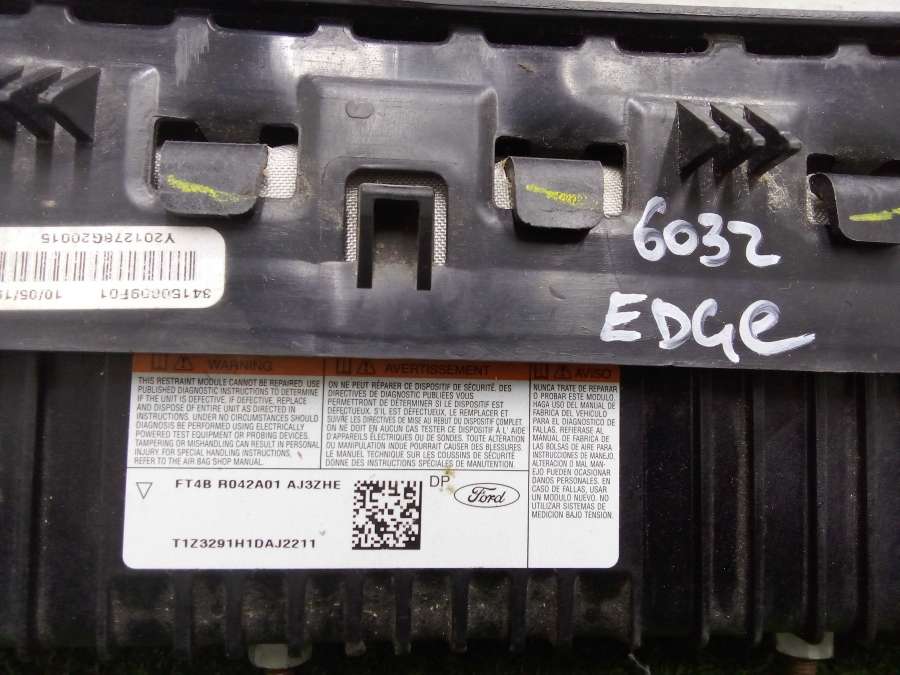 Y201278G20015
34150659F01
10/05/1
6032
EDGE
WARNING
THIS RESTRAINT MODULE CANNOT BE REPAIRED. USE
PUBLISHED DIAGNOSTIC INSTRUCTIONS TO DETERMINE
IF THE UNIT IS DEFECTIVE, IF DEFECTIVE, REPLACE
AND DISPOSE OF ENTIRE UNIT AS DIRECTED IN
INSTRUCTIONS. UNDER NO CIRCUMSTANCES SHOULD
DIAGNOSIS BE PERFORMED USING ELECTRICALLY
POWERED TEST EQUIPMENT OR PROBING DEVICES.
TAMPERING OR MISHANDLING CAN RESULT IN PERSONAL
INJURY FOR SPECIAL HANDLING INSTRUCTIONS,
REFER TO THE AIR BAG SHOP MANUAL.
AVERTISSEMENT
ON NE PEUT RÉPARER CE DISPOSITIF DE SÉCURITÉ. DES
DIRECTIVES DE DIAGNOSTIC PUBLIÉES VOUS
PERMETTRONT DE DÉTERMINER SI LE DISPOSITIF EST
DÉFECTUEUX. S'IL EST DÉFECTUEUX, LE REMPLACER ET
SUIVRE LES DIRECTIVES DE MISE AU REBUT DU DISPOSITIF COMPLET.
ON NE DOIT EN AUCUN CAS TESTER CE DISPOSITIF À L' AIDE
D'APPAREILS ÉLECTRIQUES OU DE SONDES. TOUTE ALTÉRATION
OU MANIPULATION INDUE POURRAIT CAUSER DES BLESSURES.
LE MANUEL TECHNIQUE SUR LES COUSSINS DE SÉCURITÉ
DONNE DES INSTRUCTIONS SPÉCIALES DE MANUTENTION.
AVISO
NUNCA TRATE DE REPARAR
O PROBAR ESTE MÓDULO.
HAGA USO DEL MANUAL DE
FABRICA DEL VEHÍCULO
PARA EL DIAGNOSTICO DE
FALLAS. REFIERASE AL
MANUAL DE FABRICA DE
LAS BOLSAS DE AIRE PARA
INSTRUCCIONES DE MANEJO.
ALTERACION O MAL MAN-
EJO PUEDEN OCASIONAR
DANOS PERSONALES. EN
CASO DE FALLAS, USAR
UN MODULO NUEVO. NO
UTILIZAR SISTEMAS DE
MEDICION BAJO TENSION.
FT4B R042A01 AJ3ZHE
DP
Ford
T1Z3291H1DAJ2211